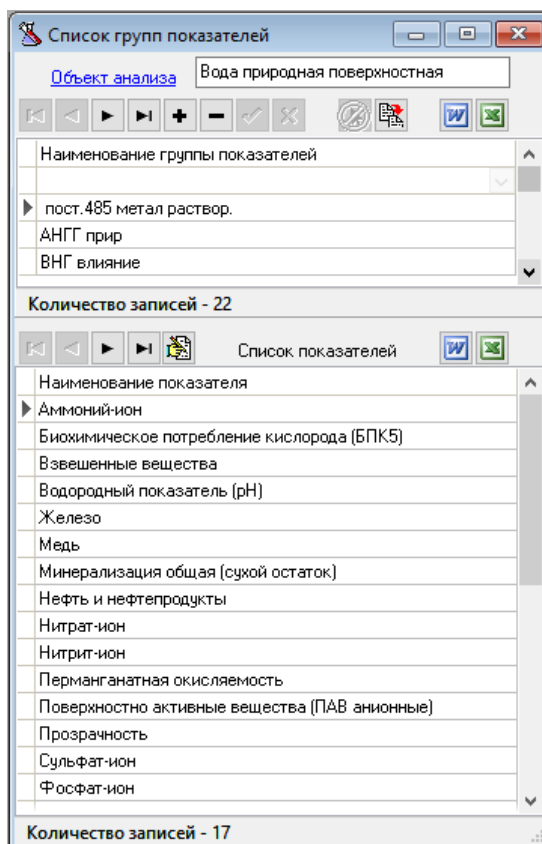 Список групп показателей
Объект анализа Вода природная поверхностная
Наименование группы показателей
пост.485 метал раствор.
АНГГ прир
ВНГ влияние
Количество записей - 22
Список показателей
Наименование показателя
Аммоний-ион
Биохимическое потребление кислорода (БПК5)
Взвешенные вещества
Водородный показатель (pH)
Железо
Медь
Минерализация общая (сухой остаток)
Нефть и нефтепродукты
Нитрат-ион
Нитрит-ион
Перманганатная окисляемость
Поверхностно активные вещества (ПАВ анионные)
Прозрачность
Сульфат-ион
Фосфат-ион
Количество записей - 17